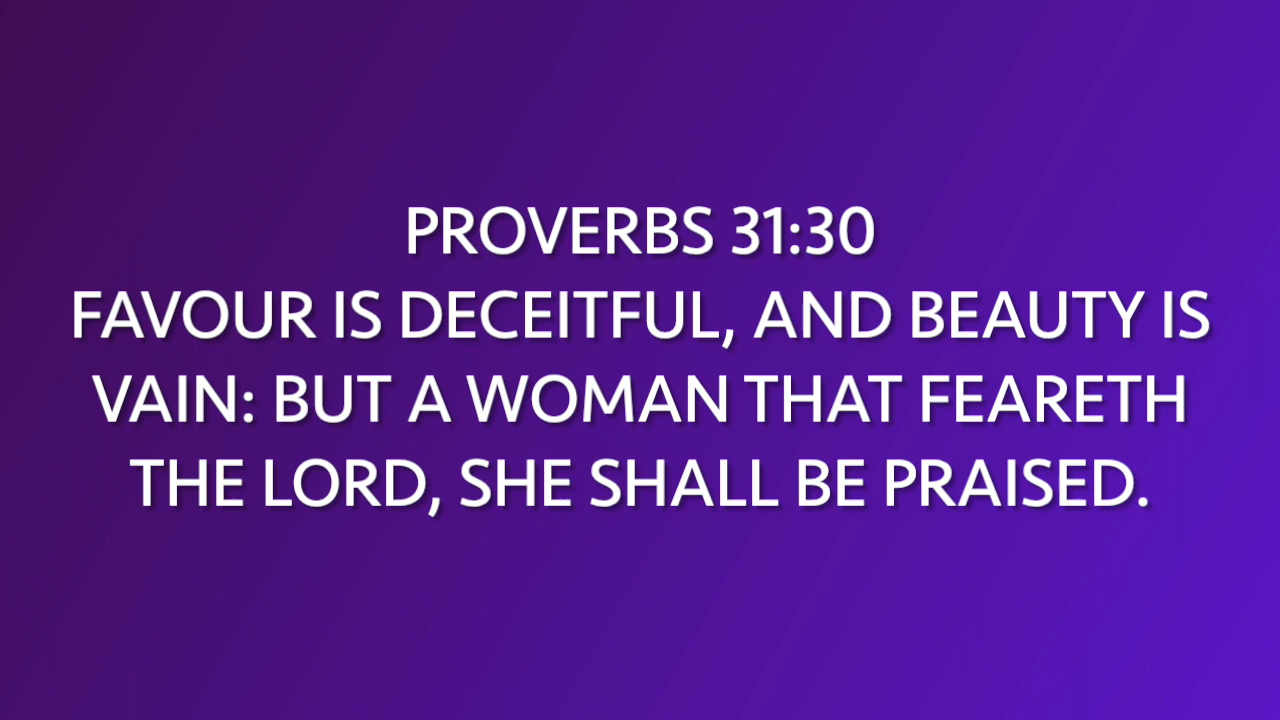 PROVERBS 31:30
FAVOUR IS DECEITFUL, AND BEAUTY IS
VAIN: BUT A WOMAN THAT FEARETH
THE LORD, SHE SHALL BE PRAISED.